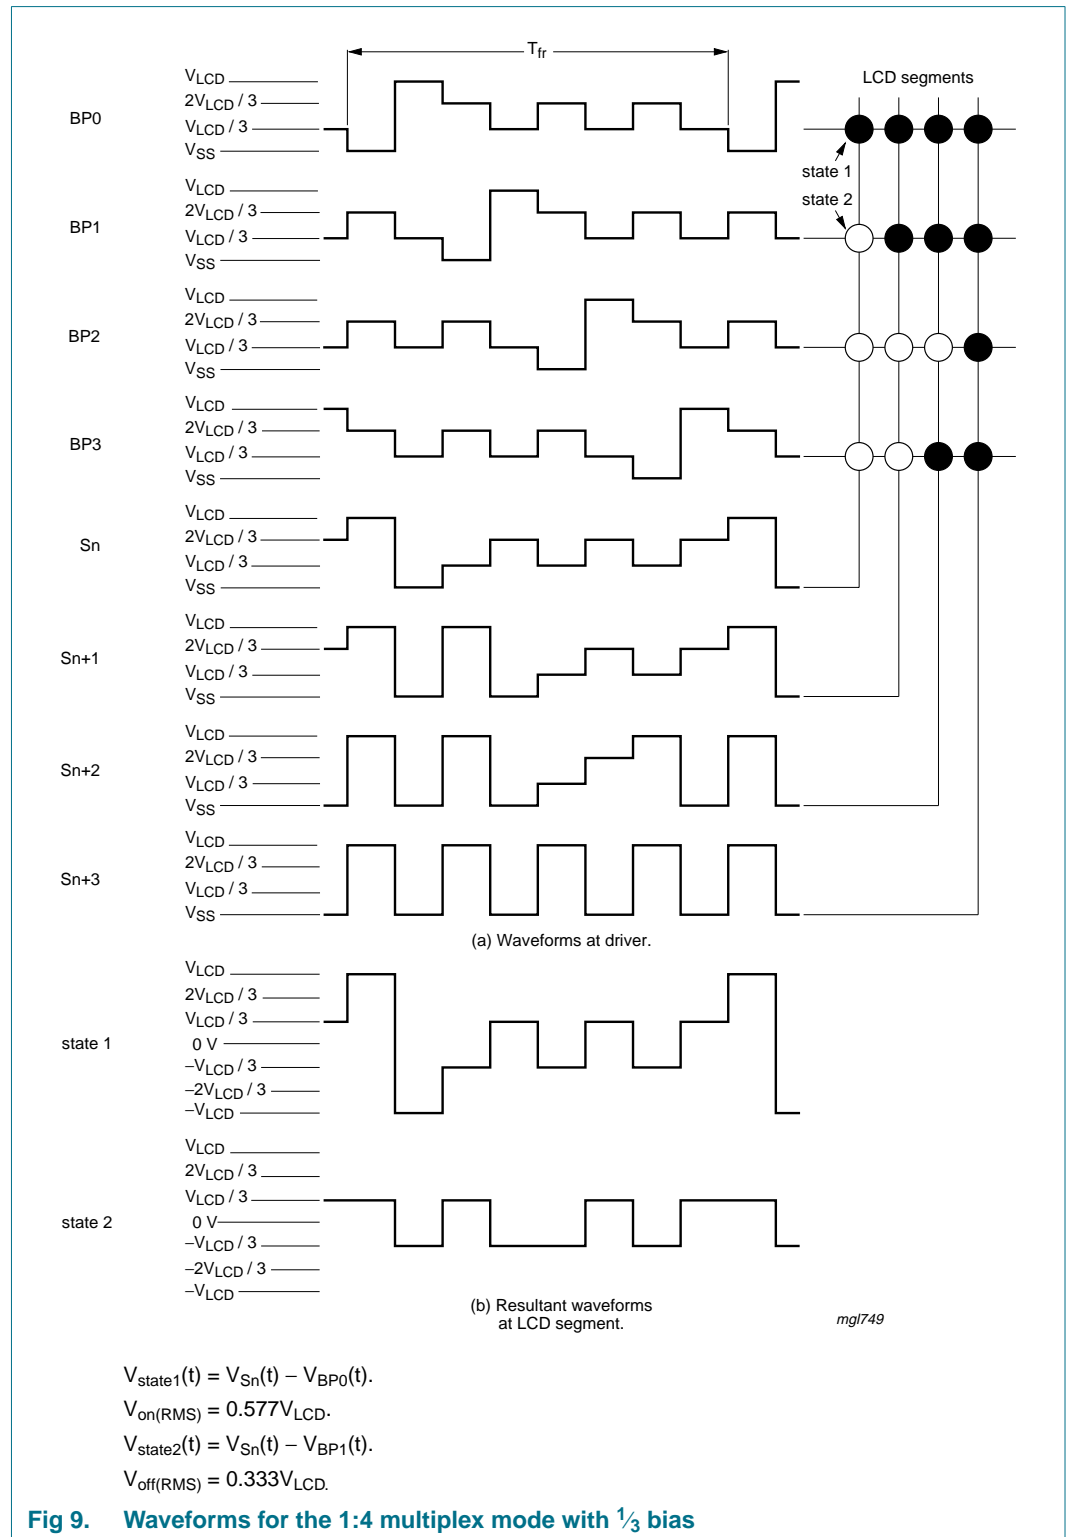 Tfr
BP0
VLCD
2VLCD / 3
VLCD / 3
VSS
LCD segments
state 1
state 2
BP1
VLCD
2VLCD / 3
VLCD / 3
VSS
BP2
VLCD
2VLCD / 3
VLCD / 3
VSS
BP3
VLCD
2VLCD / 3
VLCD / 3
VSS
Sn
VLCD
2VLCD / 3
VLCD / 3
VSS
Sn+1
VLCD
2VLCD / 3
VLCD / 3
VSS
Sn+2
VLCD
2VLCD / 3
VLCD / 3
VSS
Sn+3
VLCD
2VLCD / 3
VLCD / 3
VSS
(a) Waveforms at driver.
state 1
VLCD
2VLCD / 3
VLCD / 3
0 V
−VLCD / 3
−2VLCD / 3
−VLCD
state 2
VLCD
2VLCD / 3
VLCD / 3
0 V
−VLCD / 3
−2VLCD / 3
−VLCD
(b) Resultant waveforms
at LCD segment.
mgl749
Vstate1(t) = VSn(t) − VBP0(t).
Von(RMS) = 0.577VLCD.
Vstate2(t) = VSn(t) − VBP1(t).
Voff(RMS) = 0.333VLCD.
Fig 9. Waveforms for the 1:4 multiplex mode with 1⁄3 bias